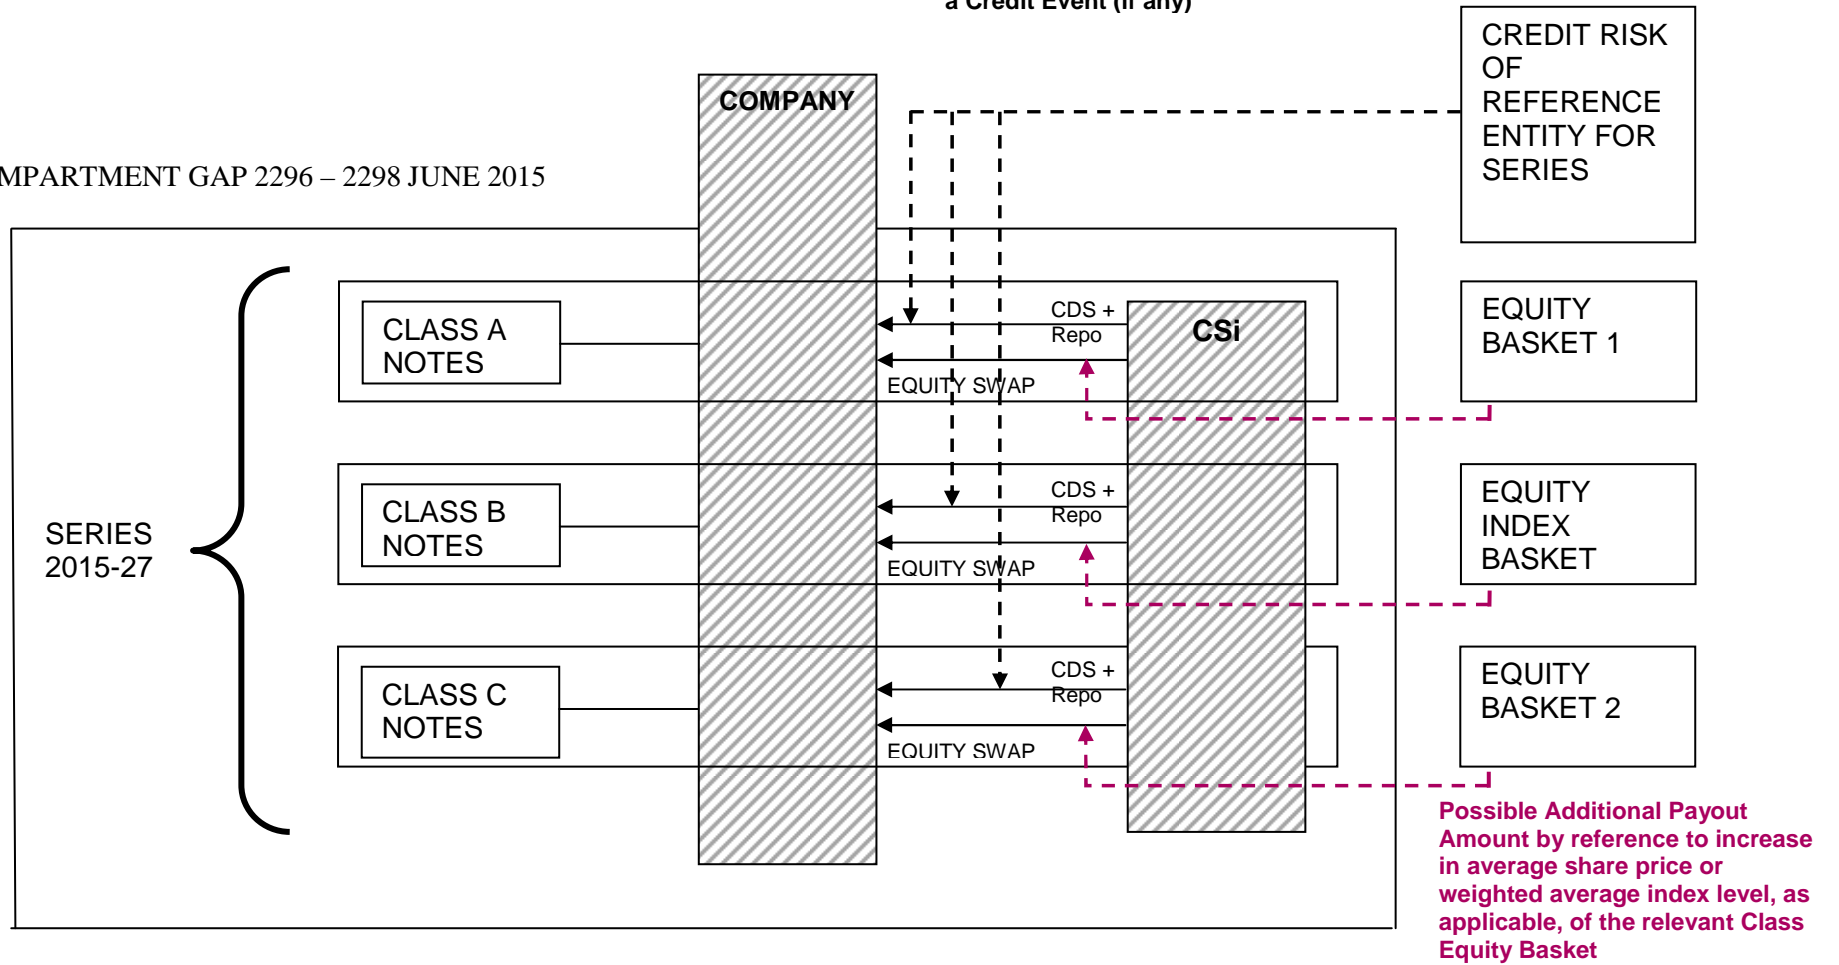 a Credit Event (if any)
CREDIT RISK
OF
REFERENCE
ENTITY FOR
SERIES
COMPANY
MPARTMENT GAP 2296 – 2298 JUNE 2015
CLASS A
NOTES
CDS +
Repo
EQUITY SWAP
CSi
EQUITY
BASKET 1
SERIES
2015-27
CLASS B
NOTES
CDS +
Repo
EQUITY SWAP
EQUITY
INDEX
BASKET
CLASS C
NOTES
CDS +
Repo
EQUITY SWAP
EQUITY
BASKET 2
Possible Additional Payout
Amount by reference to increase
in average share price or
weighted average index level, as
applicable, of the relevant Class
Equity Basket